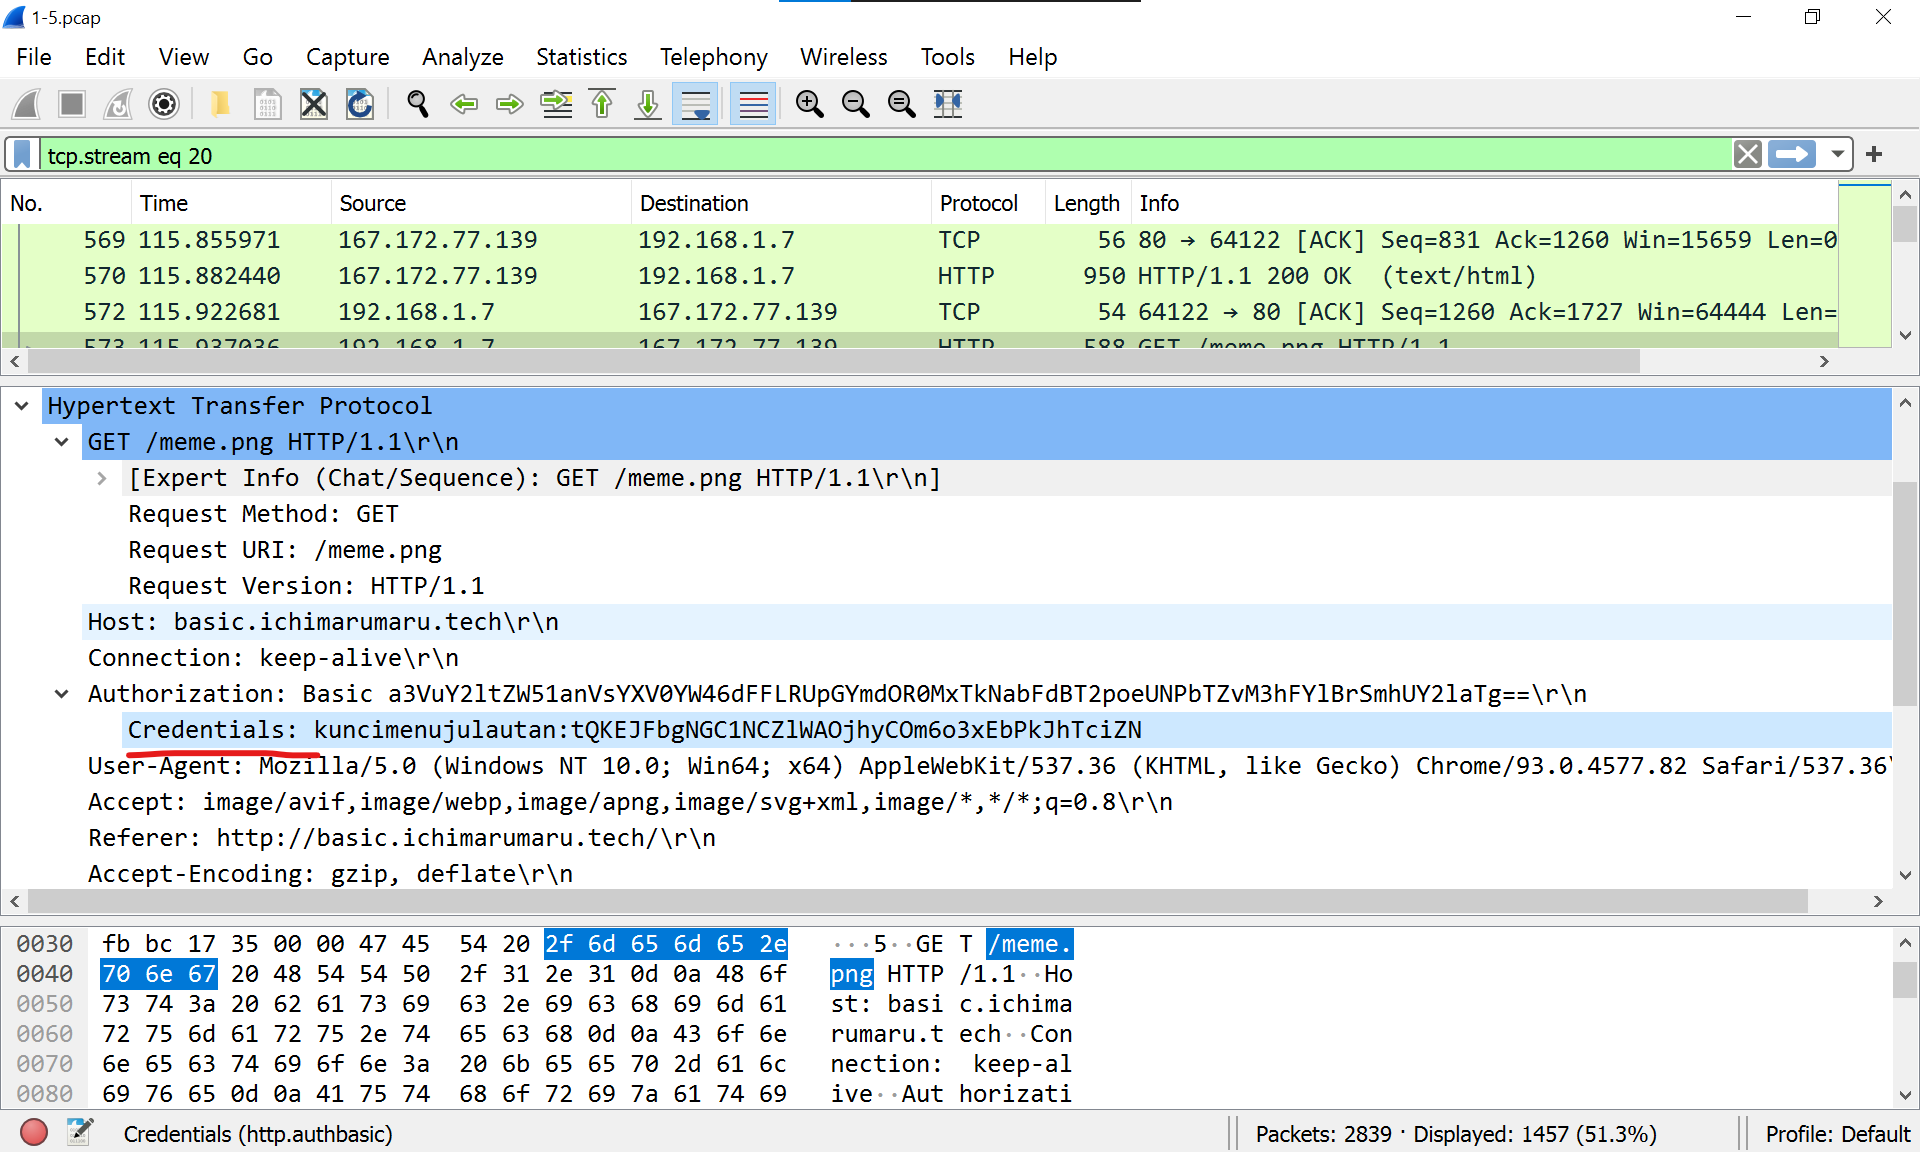 1-5.pcap
File Edit View Go Capture Analyze Statistics Telephony Wireless Tools Help
tcp.stream eq 20
No. Time Source Destination Protocol Length Info
569 115.855971 167.172.77.139 192.168.1.7 TCP 56 80 → 64122 [ACK] Seq=831 Ack=1260 Win=15659 Len=0
570 115.882440 167.172.77.139 192.168.1.7 HTTP 950 HTTP/1.1 200 OK (text/html)
572 115.922681 192.168.1.7 167.172.77.139 TCP 54 64122 → 80 [ACK] Seq=1260 Ack=1727 Win=64444 Len=
573 115.937036 192.168.1.7 167.172.77.139 HTTP 588 GET /meme.png HTTP/1.1
Hypertext Transfer Protocol
GET /meme.png HTTP/1.1\r\n
[Expert Info (Chat/Sequence): GET /meme.png HTTP/1.1\r\n]
Request Method: GET
Request URI: /meme.png
Request Version: HTTP/1.1
Host: basic.ichimarumaru.tech\r\n
Connection: keep-alive\r\n
Authorization: Basic a3VuY2ltZW51anVsYXV0YW46dFFLRUpGYmdOR0MxTkNabFdBT2poeUNPbTZvM3hFYlBrSmhUY2laTg==\r\n
Credentials: kuncimenujulautan:tQKEJFbgNGC1NCZlWAOjhyCOm6o3xEbPkJhTciZN
User-Agent: Mozilla/5.0 (Windows NT 10.0; Win64; x64) AppleWebKit/537.36 (KHTML, like Gecko) Chrome/93.0.4577.82 Safari/537.36\
Accept: image/avif,image/webp,image/apng,image/svg+xml,image/*,*/*;q=0.8\r\n
Referer: http://basic.ichimarumaru.tech/\r\n
Accept-Encoding: gzip, deflate\r\n
0030 fb bc 17 35 00 00 47 45 54 20 2f 6d 65 6d 65 2e ···5··GE T /meme.
0040 70 6e 67 20 48 54 54 50 2f 31 2e 31 0d 0a 48 6f png HTTP /1.1··Ho
0050 73 74 3a 20 62 61 73 69 63 2e 69 63 68 69 6d 61 st: basi c.ichima
0060 72 75 6d 61 72 75 2e 74 65 63 68 0d 0a 43 6f 6e rumaru.t ech··Con
0070 6e 65 63 74 69 6f 6e 3a 20 6b 65 65 70 2d 61 6c nection: keep-al
0080 69 76 65 0d 0a 41 75 74 68 6f 72 69 7a 61 74 69 ive··Aut horizati
Credentials (http.authbasic)
Packets: 2839 · Displayed: 1457 (51.3%)
Profile: Default